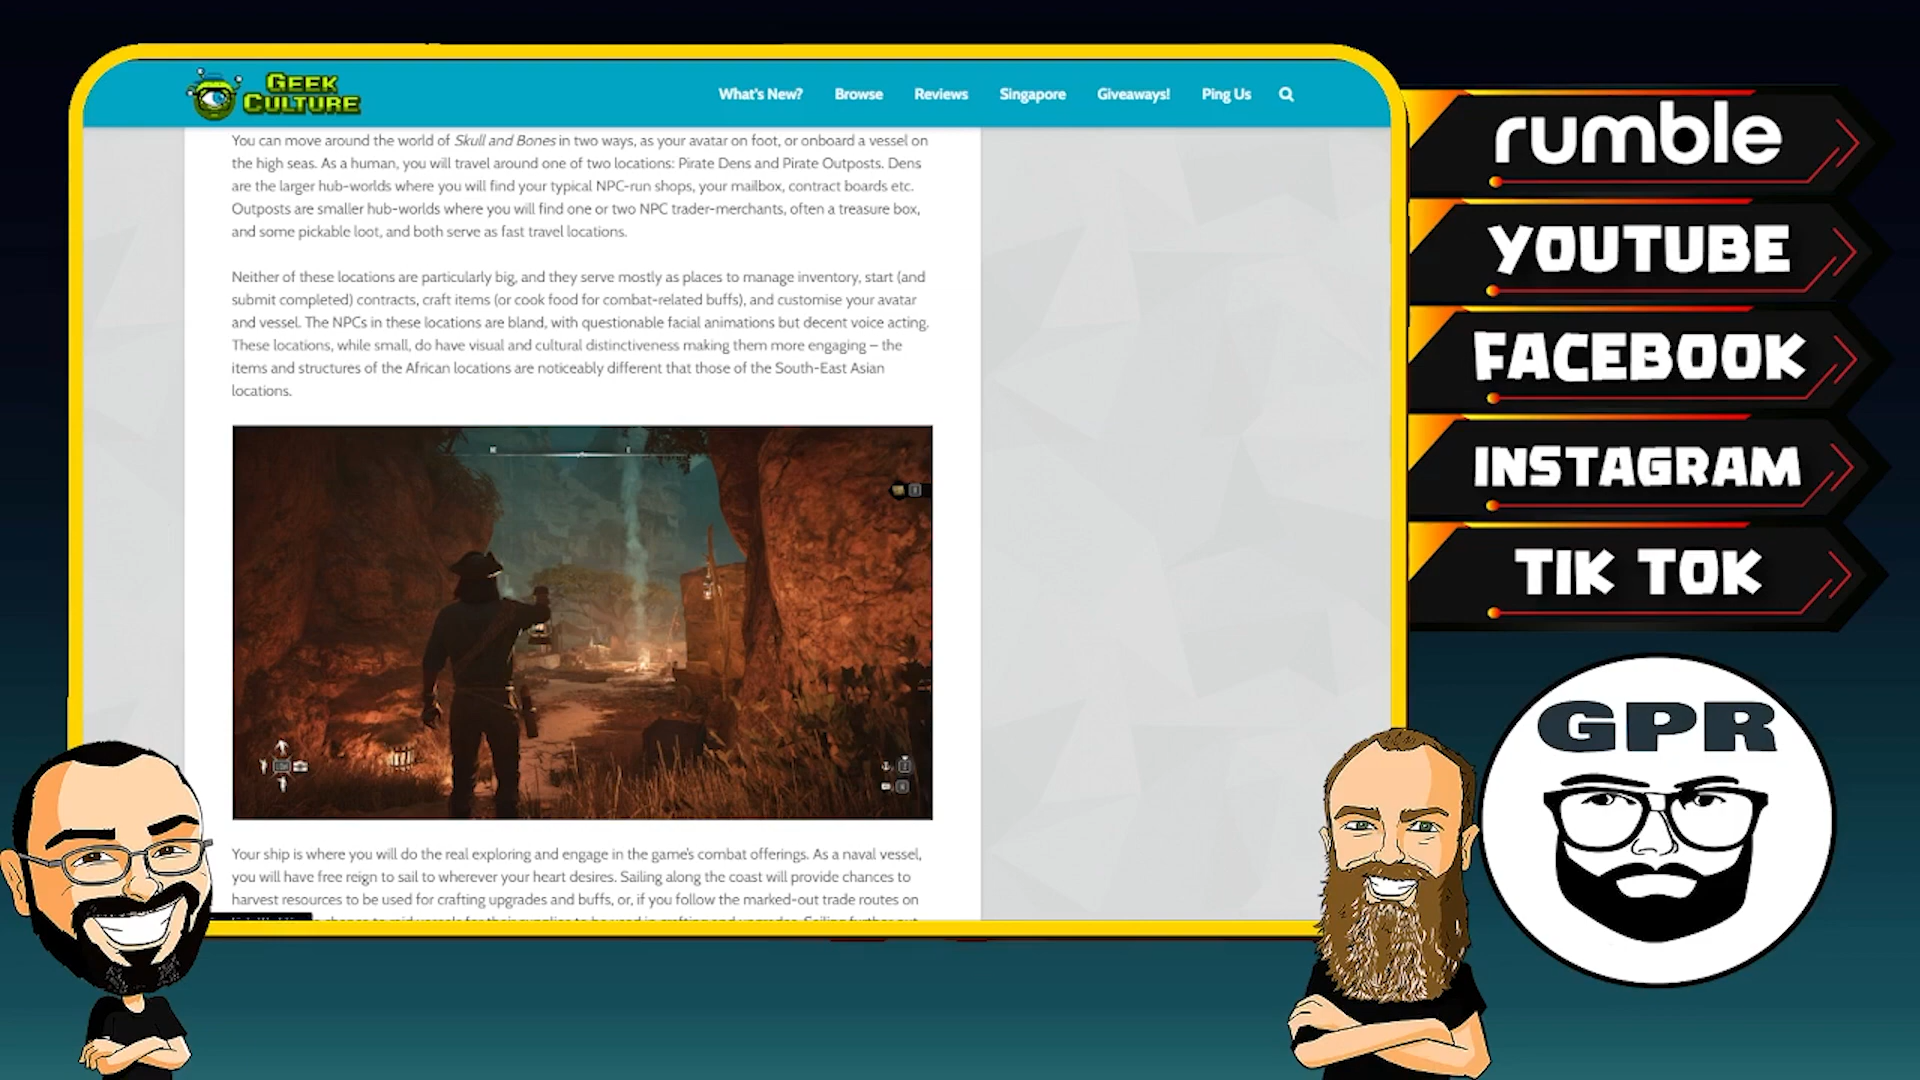 GEEK
CULTURE
What's New?
Browse
Reviews
Singapore
Giveaways!
Ping Us
You can move around the world of Skull and Bones in two ways, as your avatar on foot, or onboard a vessel on
the high seas. As a human, you will travel around one of two locations: Pirate Dens and Pirate Outposts. Dens
are the larger hub-worlds where you will find your typical NPC-run shops, your mailbox, contract boards etc.
Outposts are smaller hub-worlds where you will find one or two NPC trader-merchants, often a treasure box,
and some pickable loot, and both serve as fast travel locations.
Neither of these locations are particularly big, and they serve mostly as places to manage inventory, start (and
submit completed) contracts, craft items (or cook food for combat-related buffs), and customise your avatar
and vessel. The NPCs in these locations are bland, with questionable facial animations but decent voice acting.
These locations, while small, do have visual and cultural distinctiveness making them more engaging – the
items and structures of the African locations are noticeably different that those of the South-East Asian
locations.
Your ship is where you will do the real exploring and engage in the game's combat offerings. As a naval vessel,
you will have free reign to sail to wherever your heart desires. Sailing along the coast will provide chances to
harvest resources to be used for crafting upgrades and buffs, or, if you follow the marked-out trade routes on
rumble
YOUTUBE
FACEBOOK
INSTAGRAM
TIK TOK
GPR